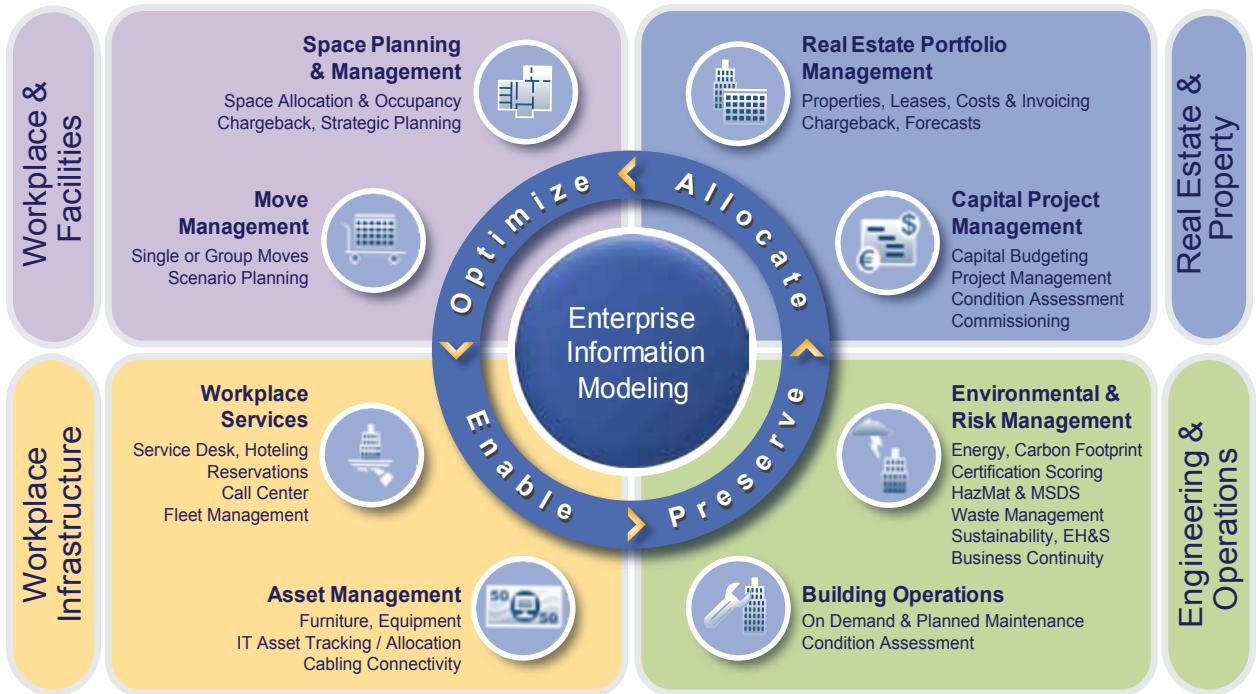 Workplace &
Facilities
Space Planning
& Management
Space Allocation & Occupancy
Chargeback, Strategic Planning
Move
Management
Single or Group Moves
Scenario Planning
Real Estate Portfolio
Management
Properties, Leases, Costs & Invoicing
Chargeback, Forecasts
Capital Project
Management
Capital Budgeting
Project Management
Condition Assessment
Commissioning
$
€
Real Estate &
Property
Optimize
Allocate
Enterprise
Information
Modeling
Enable
Preserve
Workplace
Infrastructure
Workplace
Services
Service Desk, Hoteling
Reservations
Call Center
Fleet Management
Asset Management
Furniture, Equipment
IT Asset Tracking / Allocation
Cabling Connectivity
50
50
Environmental &
Risk Management
Energy, Carbon Footprint
Certification Scoring
HazMat & MSDS
Waste Management
Sustainability, EH&S
Business Continuity
Building Operations
On Demand & Planned Maintenance
Condition Assessment
Engineering &
Operations